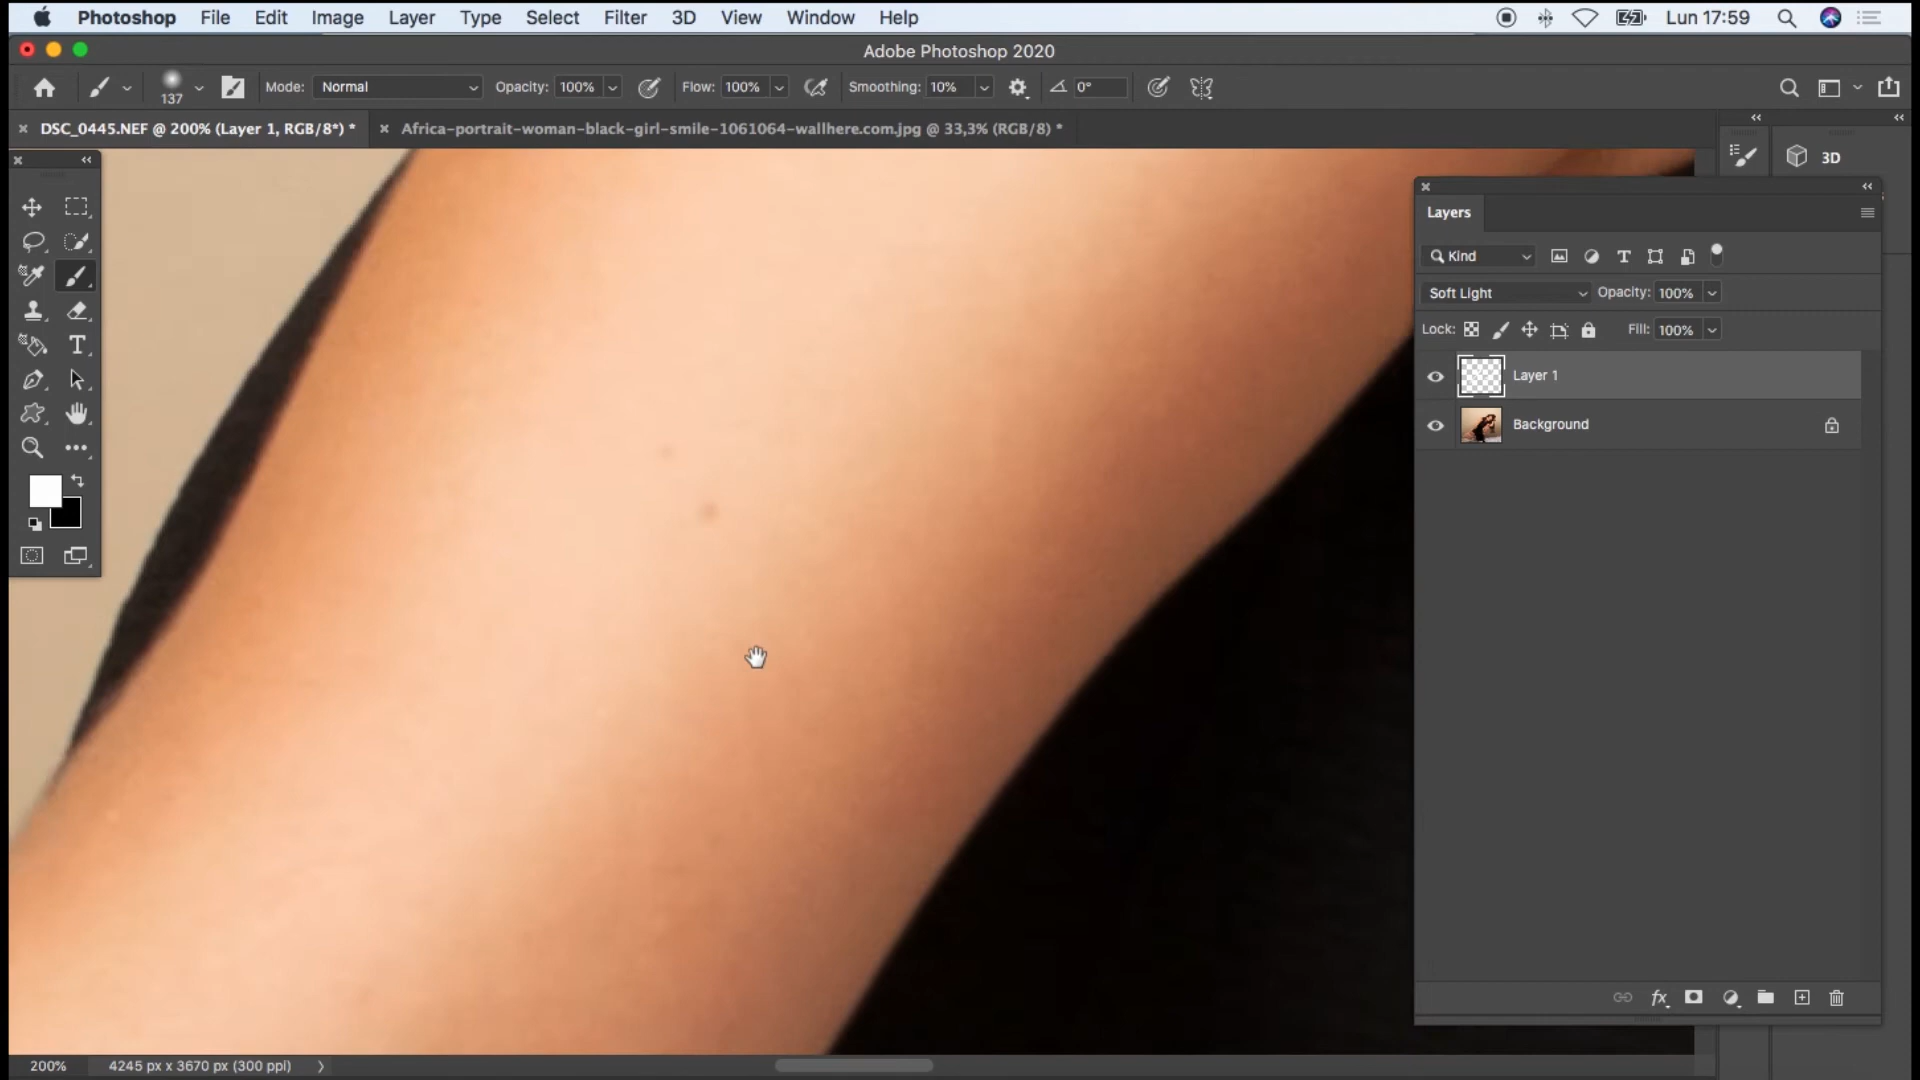 Photoshop File Edit Image Layer Type Select Filter 3D View Window Help Lun 17:59
Adobe Photoshop 2020
137 Mode: Normal Opacity: 100% Flow: 100% Smoothing: 10% 0°
DSC_0445.NEF @ 200% (Layer 1, RGB/8*) * Africa-portrait-woman-black-girl-smile-1061064-wallhere.com.jpg @ 33,3% (RGB/8) *
3D
Layers
Kind
Soft Light Opacity: 100%
Lock: Fill: 100%
Layer 1
Background
200% 4245 px x 3670 px (300 ppi)